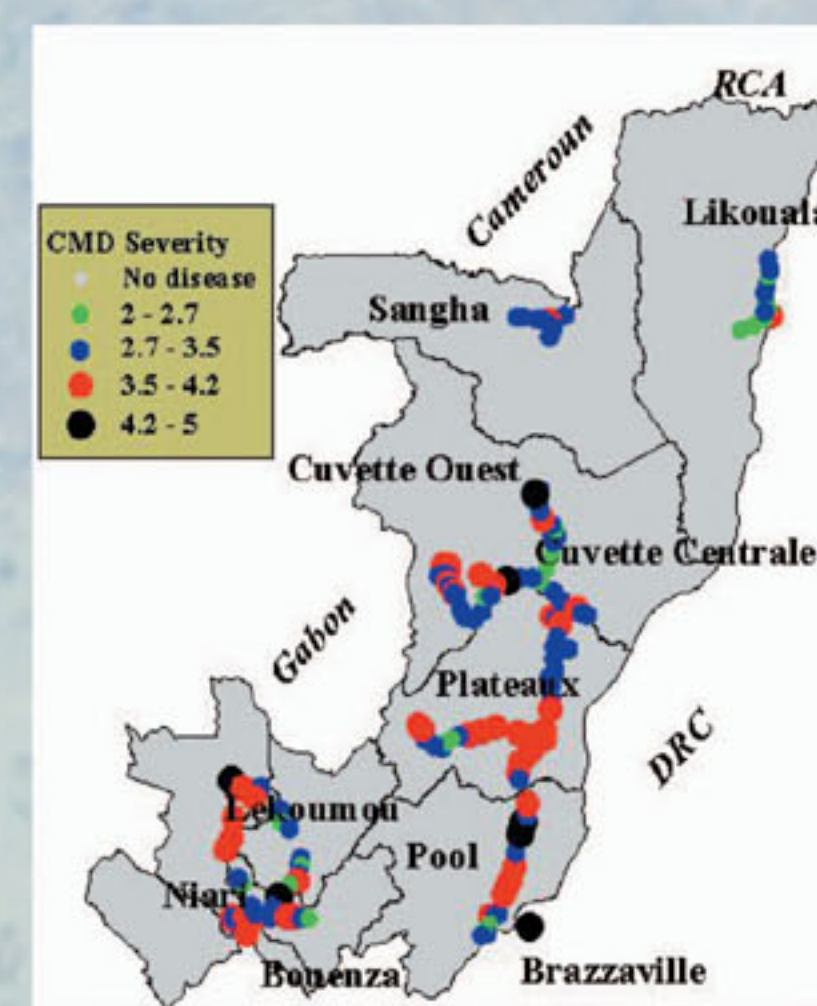 RCA
Cameroun
Likouala
CMD Severity
No disease
2 - 2.7
2.7 - 3.5
3.5 - 4.2
4.2 - 5
Sangha
Cuvette Ouest
Cuvette Centrale
Gabon
Plateaux
DRC
Lekoumou
Pool
Niari
Bouenza
Brazzaville